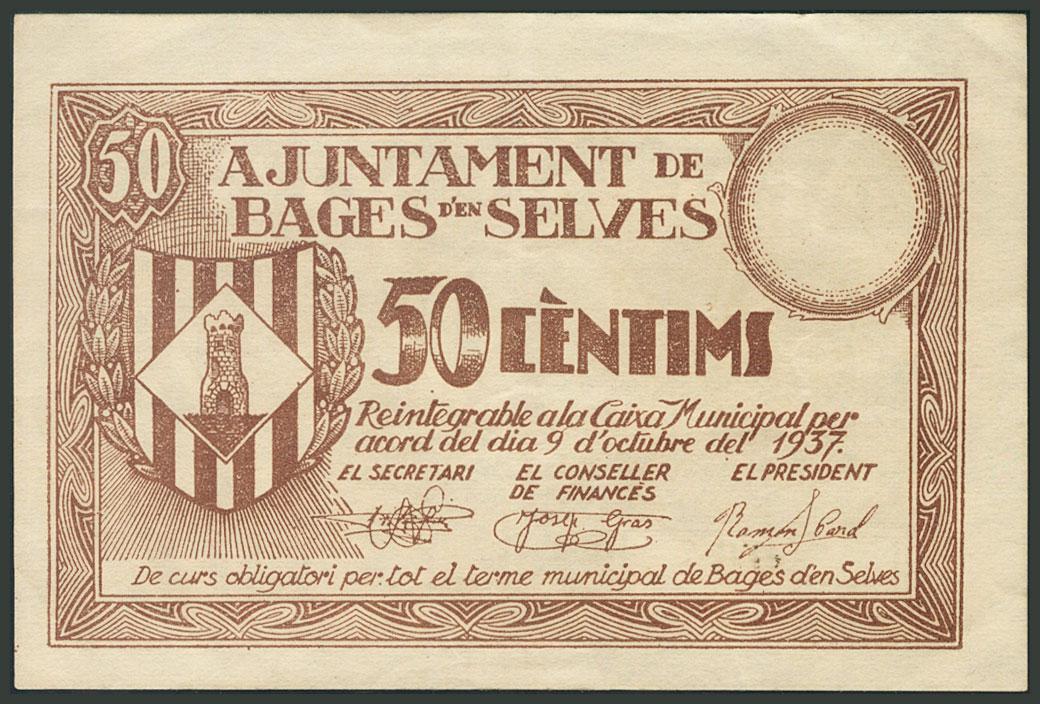 50
AJUNTAMENT DE
BAGES D'EN SELVES
50 CÈNTIMS
Reintegrable a la Caixa Municipal per
acord del dia 9 d'octubre del 1937.
EL SECRETARI EL CONSELLER EL PRESIDENT
DE FINANCÈS
Josep Gras Ramon
De curs obligatori per tot el terme municipal de Bages d'en Selves